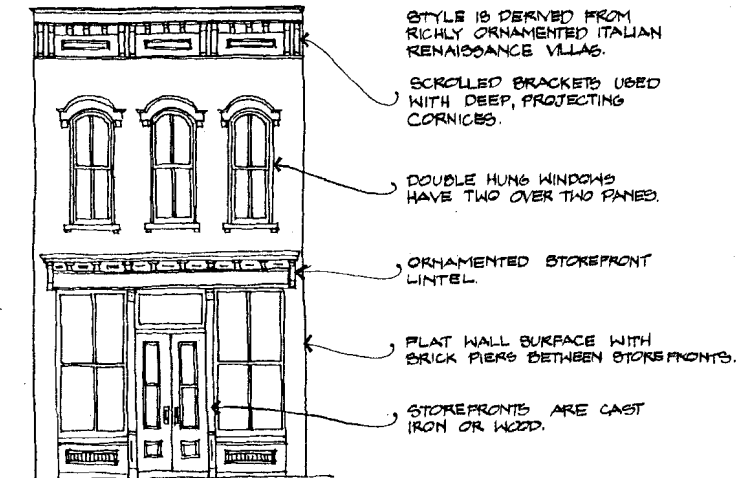 STYLE IS DERIVED FROM
RICHLY ORNAMENTED ITALIAN
RENAISSANCE VILLAS.
SCROLLED BRACKETS USED
WITH DEEP, PROJECTING
CORNICES.
DOUBLE HUNG WINDOWS
HAVE TWO OVER TWO PANES.
ORNAMENTED STOREFRONT
LINTEL.
FLAT WALL SURFACE WITH
BRICK PIERS BETWEEN STOREFRONTS.
STOREFRONTS ARE CAST
IRON OR WOOD.